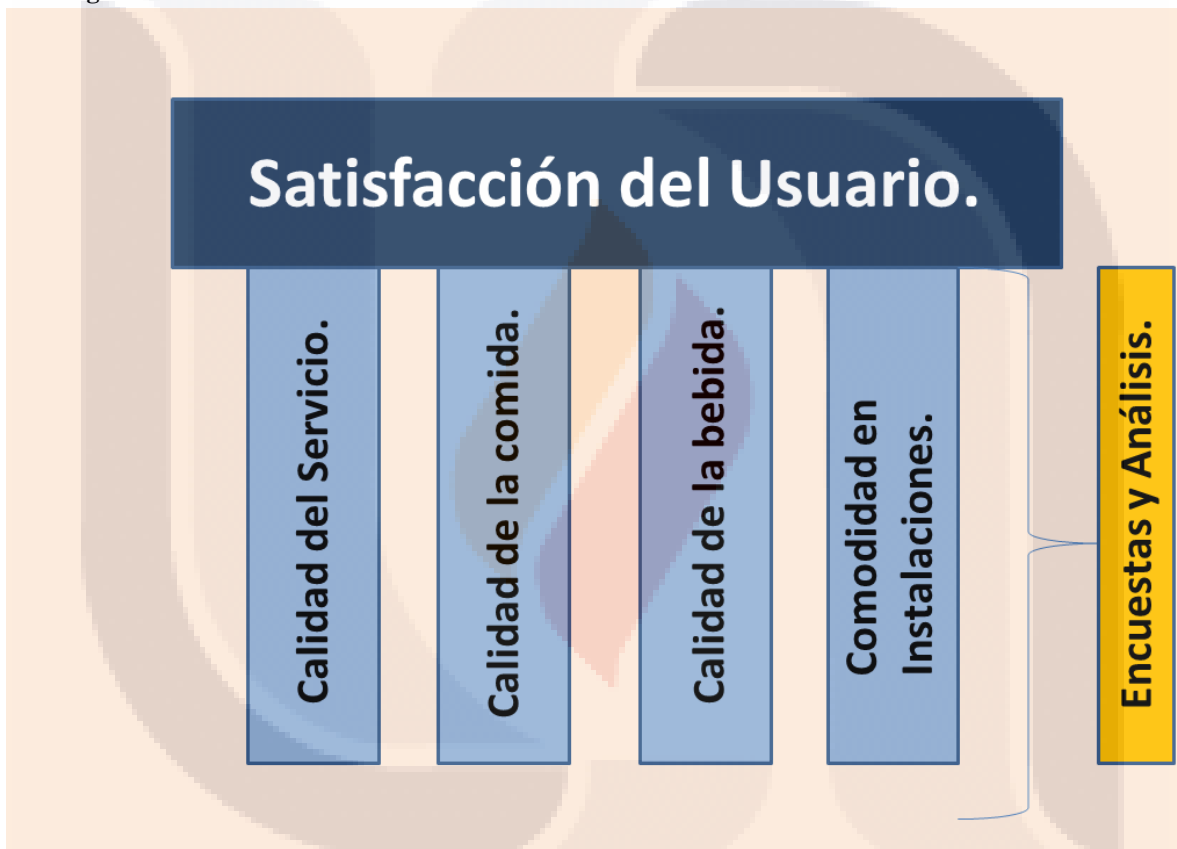 Satisfacción del Usuario.
Calidad del Servicio.
Calidad de la comida.
Calidad de la bebida.
Comodidad en
Instalaciones.
Encuestas y Análisis.